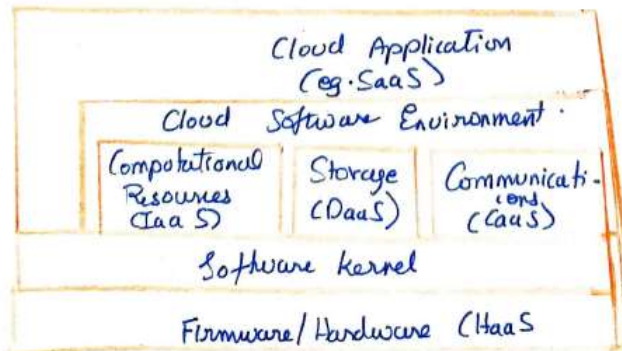 Cloud Application
(eg. SaaS)
Cloud Software Environment.
Computational
Resources
(IaaS)
Storage
(DaaS)
Communicati-
ons
(CaaS)
Software kernel
Firmware/Hardware (HaaS